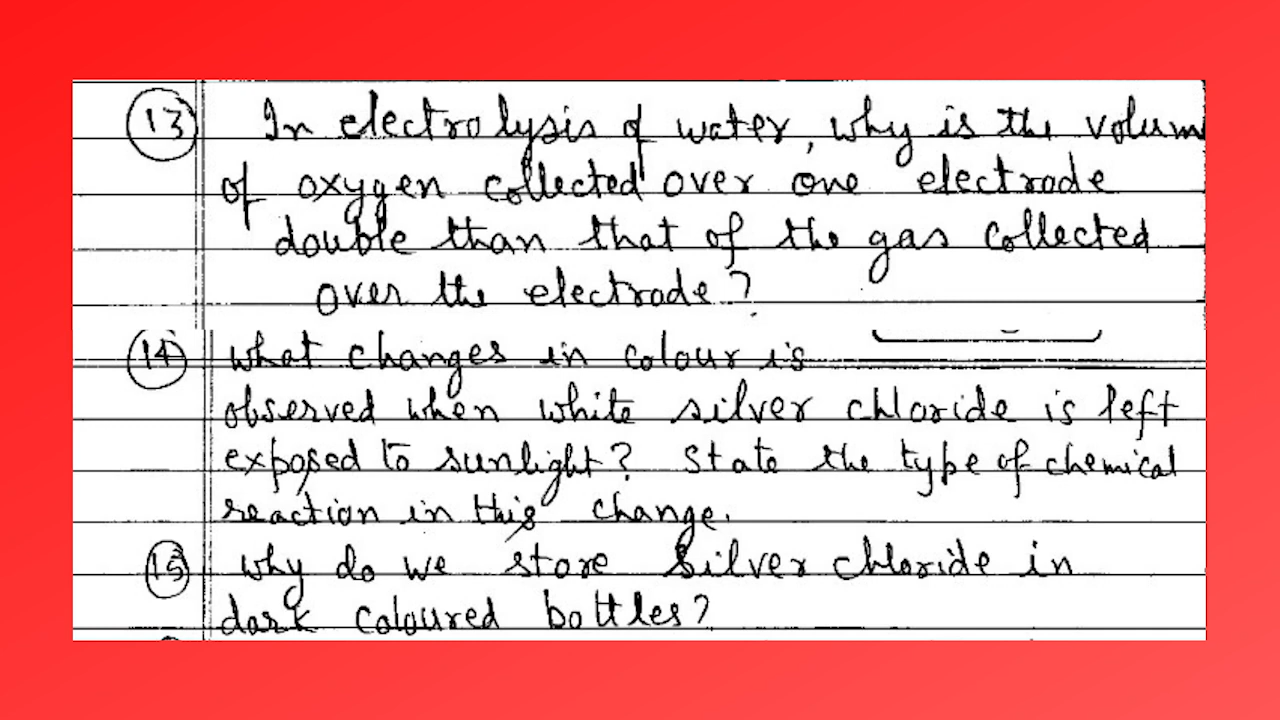 13 In electrolysis of water, why is the volum
of oxygen collected over one electrode
double than that of the gas collected
over the electrode?
14 what changes in colour is
observed when white silver chloride is left
exposed to sunlight? State the type of chemical
reaction in this change.
15 why do we store silver chloride in
dark coloured bottles?